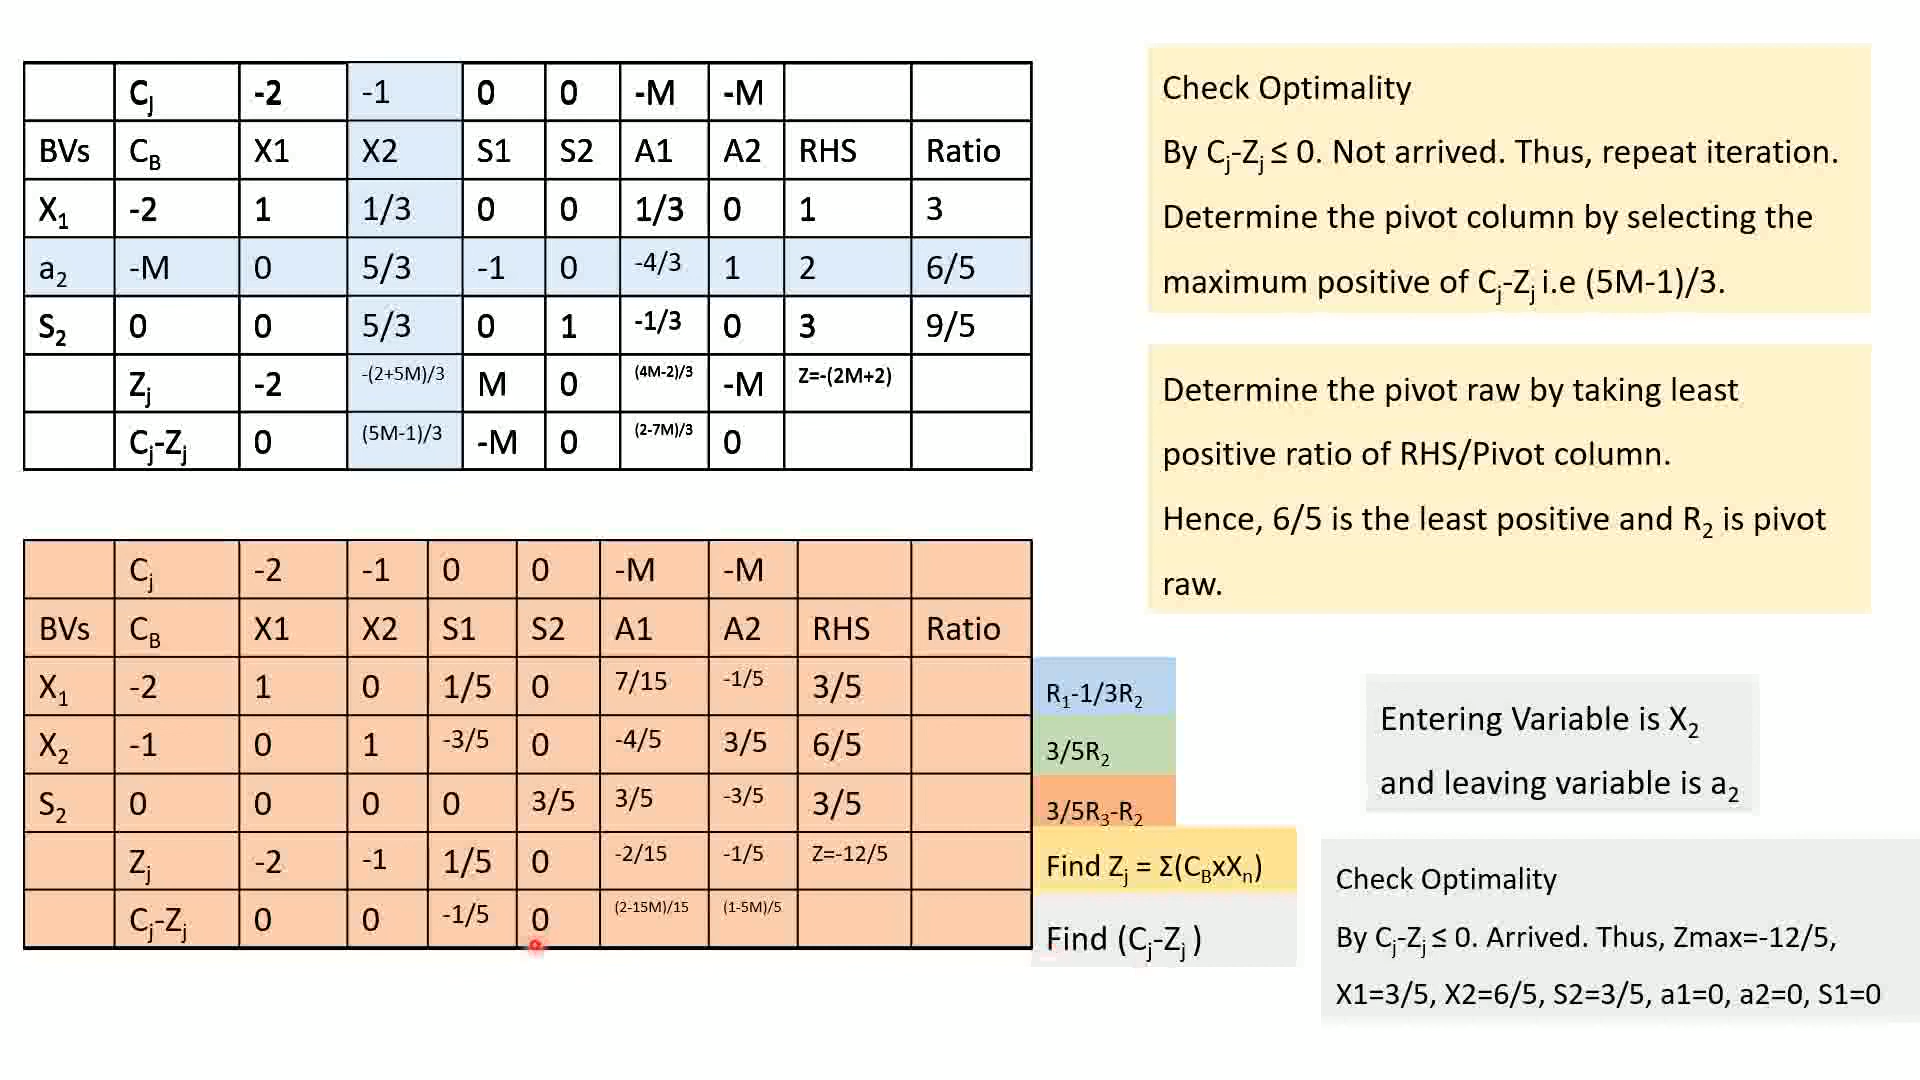 Cj -2 -1 0 0 -M -M
BVs CB X1 X2 S1 S2 A1 A2 RHS Ratio
X1 -2 1 1/3 0 0 1/3 0 1 3
a2 -M 0 5/3 -1 0 -4/3 1 2 6/5
S2 0 0 5/3 0 1 -1/3 0 3 9/5
Zj -2 -(2+5M)/3 M 0 (4M-2)/3 -M Z=-(2M+2)
Cj-Zj 0 (5M-1)/3 -M 0 (2-7M)/3 0
Check Optimality
By Cj-Zj ≤ 0. Not arrived. Thus, repeat iteration.
Determine the pivot column by selecting the
maximum positive of Cj-Zj i.e (5M-1)/3.
Determine the pivot raw by taking least
positive ratio of RHS/Pivot column.
Hence, 6/5 is the least positive and R2 is pivot
raw.
Cj -2 -1 0 0 -M -M
BVs CB X1 X2 S1 S2 A1 A2 RHS Ratio
X1 -2 1 0 1/5 0 7/15 -1/5 3/5
X2 -1 0 1 -3/5 0 -4/5 3/5 6/5
S2 0 0 0 0 3/5 3/5 -3/5 3/5
Zj -2 -1 1/5 0 -2/15 -1/5 Z=-12/5
Cj-Zj 0 0 -1/5 0 (2-15M)/15 (1-5M)/5
R1-1/3R2
3/5R2
3/5R3-R2
Find Zj = Σ(CBxXn)
Find (Cj-Zj )
Entering Variable is X2
and leaving variable is a2
Check Optimality
By Cj-Zj ≤ 0. Arrived. Thus, Zmax=-12/5,
X1=3/5, X2=6/5, S2=3/5, a1=0, a2=0, S1=0